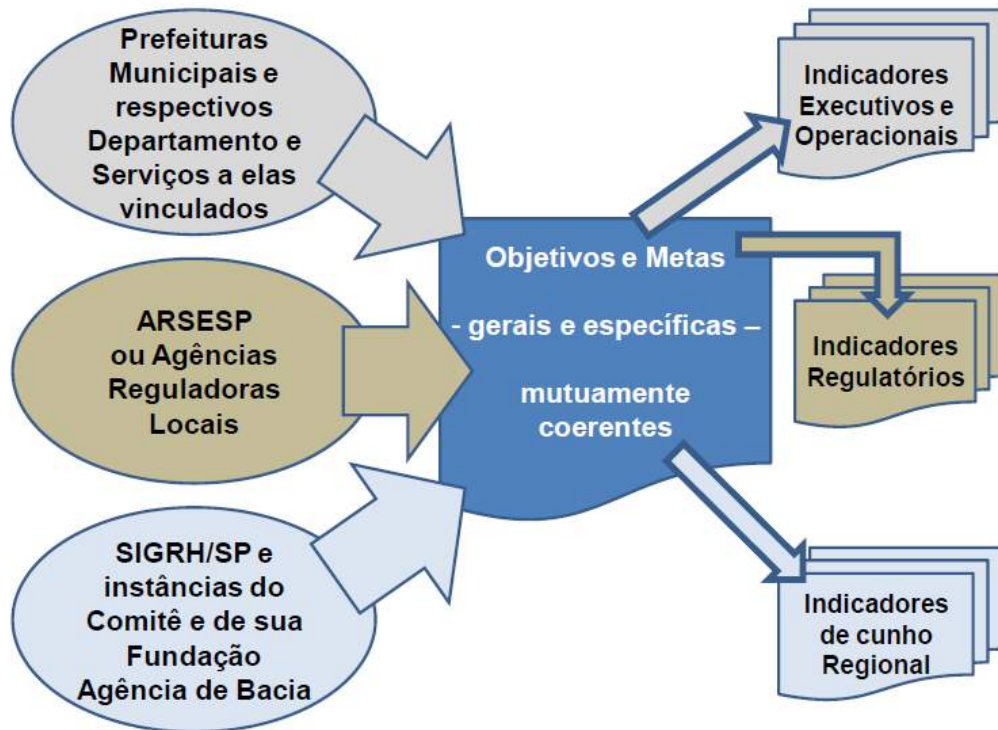 Prefeituras
Municipais e
respectivos
Departamento e
Serviços a elas
vinculados
ARSESP
ou Agências
Reguladoras
Locais
SIGRH/SP e
instâncias do
Comitê e de sua
Fundação
Agência de Bacia
Objetivos e Metas
- gerais e específicas –
mutuamente
coerentes
Indicadores
Executivos e
Operacionais
Indicadores
Regulatórios
Indicadores
de cunho
Regional